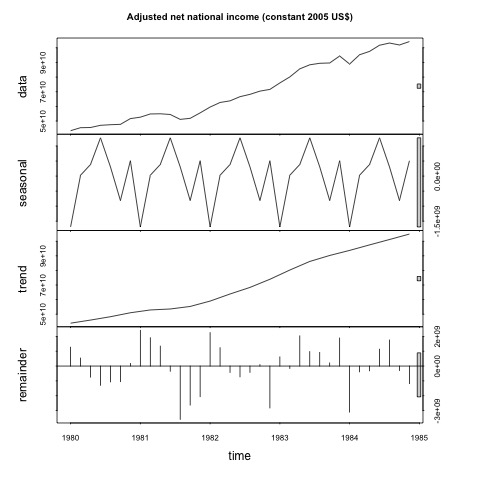 Adjusted net national income (constant 2005 US$)
data
5e+10 7e+10 9e+10
seasonal
-1.5e+09 0.0e+00
trend
5e+10 7e+10 9e+10
remainder
-3e+09 0e+00 2e+09
1980 1981 1982 1983 1984 1985
time